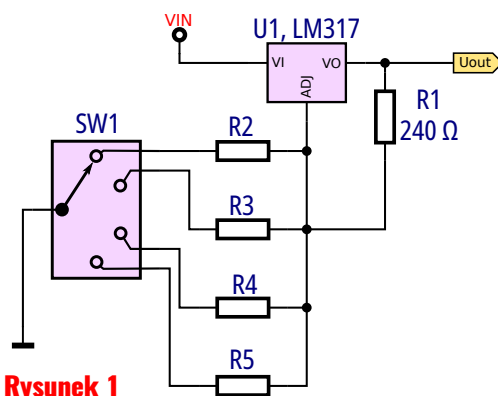 VIN
U1, LM317
VI
VO
ADJ
Uout
R1
240 Ω
SW1
R2
R3
R4
R5
Rysunek 1